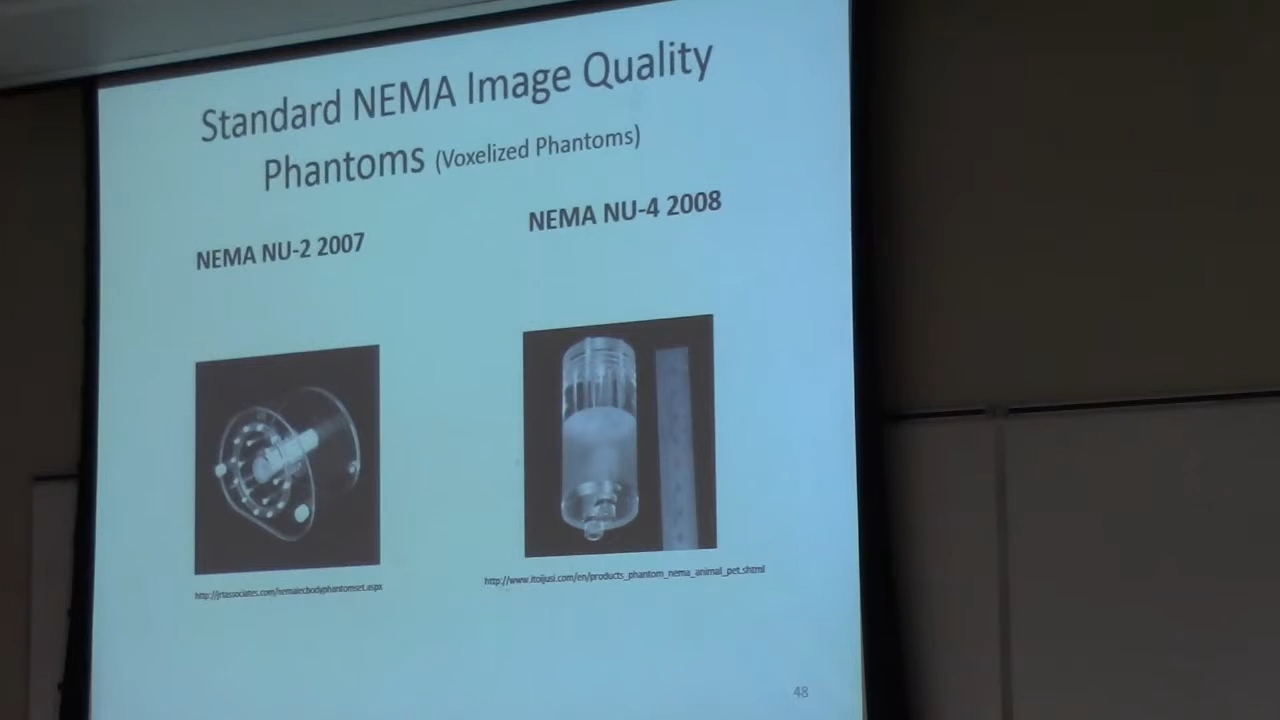 Standard NEMA Image Quality
Phantoms (Voxelized Phantoms)
NEMA NU-2 2007
NEMA NU-4 2008
http://jrtassociates.com/nemaiecbodyphantomset.aspx
http://www.itoijusi.com/en/products_phantom_nema_animal_pet.shtml
48